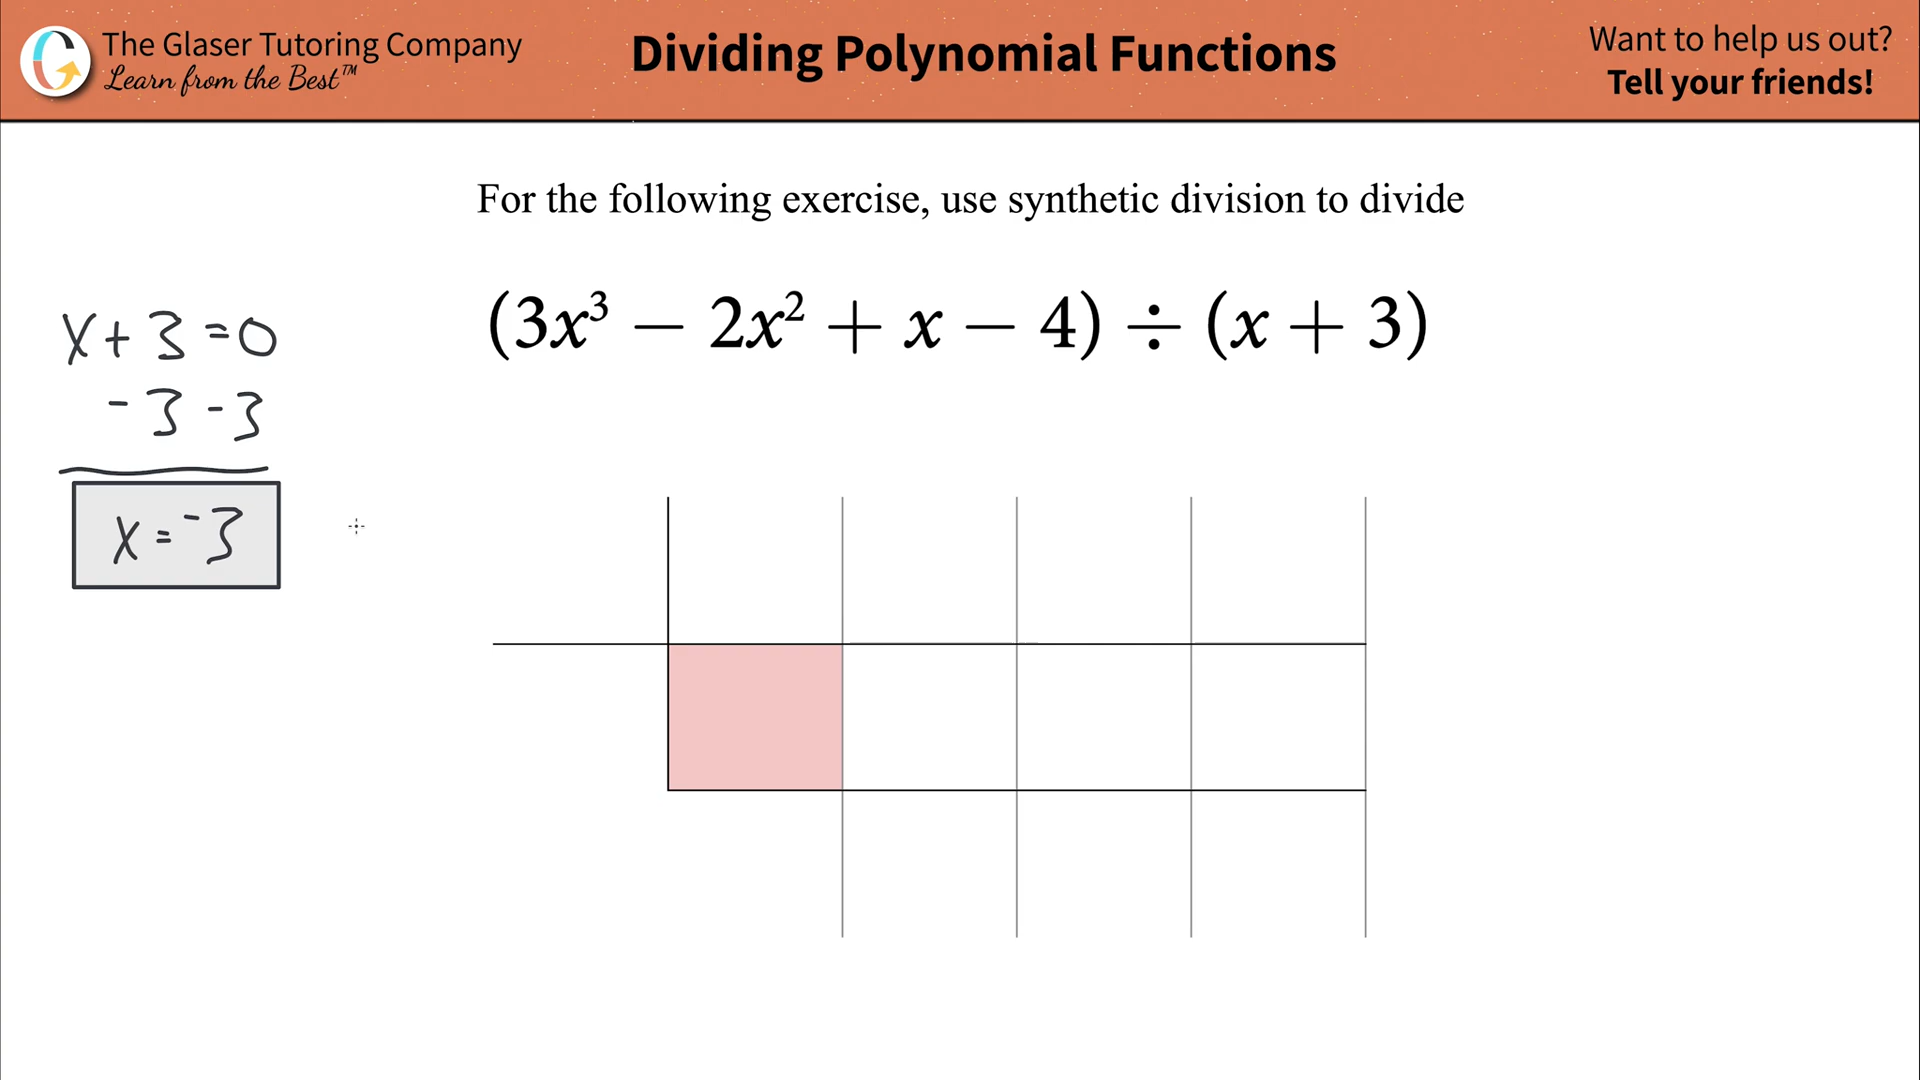 The Glaser Tutoring Company
Learn from the Best™
Dividing Polynomial Functions
Want to help us out?
Tell your friends!
For the following exercise, use synthetic division to divide
(3x³ − 2x² + x − 4) ÷ (x + 3)
x + 3 = 0
- 3 - 3
x = -3